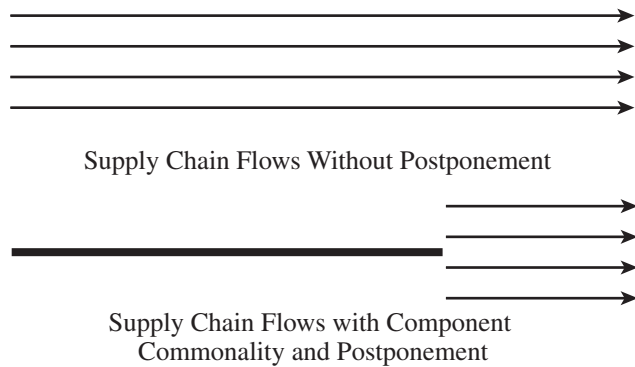 Supply Chain Flows Without Postponement
Supply Chain Flows with Component
Commonality and Postponement